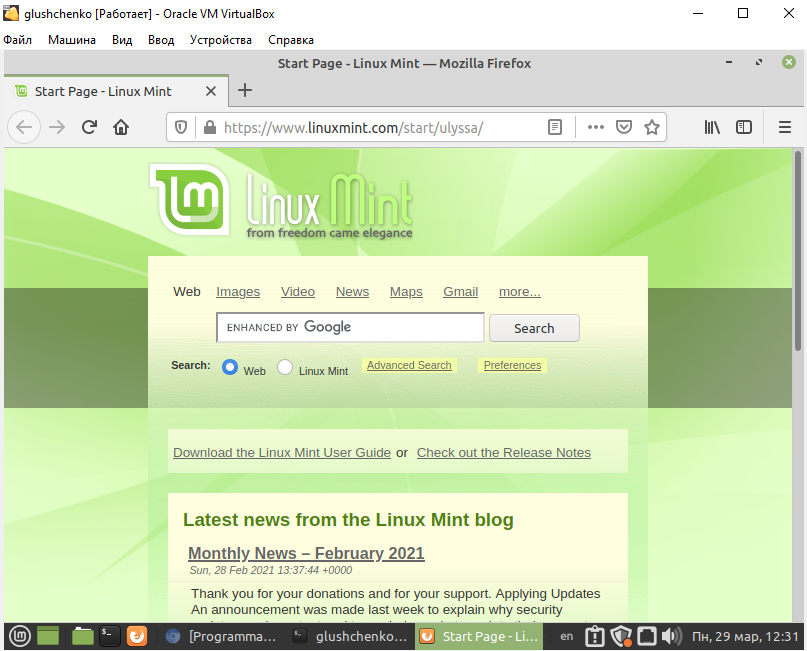 glushchenko [Работает] - Oracle VM VirtualBox
Файл Машина Вид Ввод Устройства Справка
Start Page - Linux Mint — Mozilla Firefox
Start Page - Linux Mint
https://www.linuxmint.com/start/ulyssa/
Linux Mint
from freedom came elegance
Web Images Video News Maps Gmail more...
ENHANCED BY Google Search
Search: Web Linux Mint Advanced Search Preferences
Download the Linux Mint User Guide or Check out the Release Notes
Latest news from the Linux Mint blog
Monthly News – February 2021
Sun, 28 Feb 2021 13:37:44 +0000
Thank you for your donations and for your support. Applying Updates
An announcement was made last week to explain why security
[Programma... glushchenko... Start Page - Li... en Пн, 29 мар, 12:31